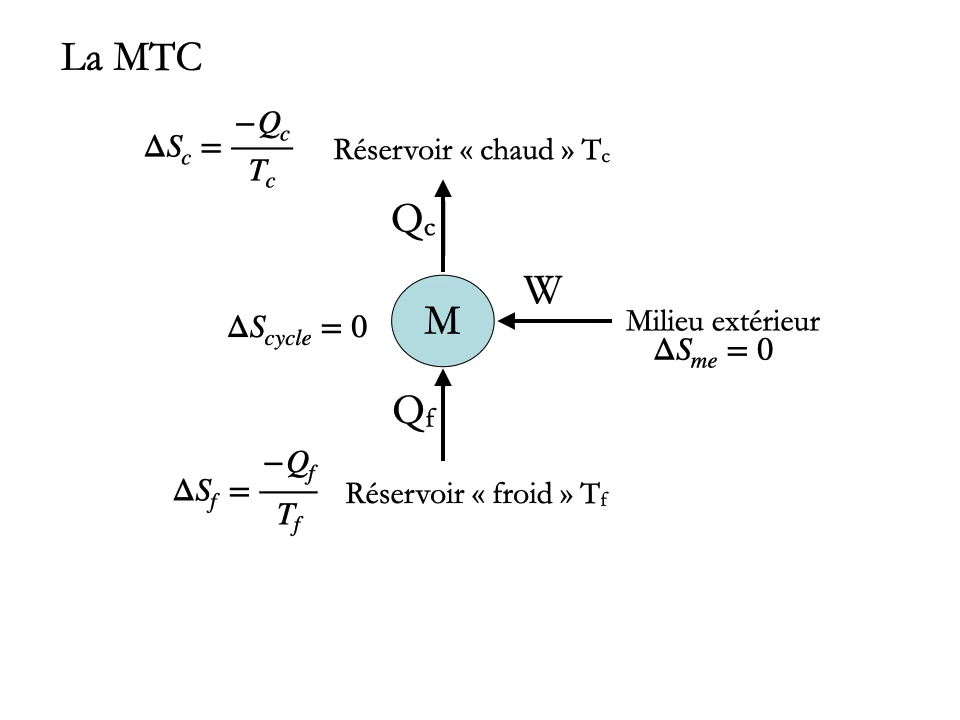 La MTC
ΔS_c = −Q_c / T_c
Réservoir « chaud » Tc
Qc
W
M
Milieu extérieur
ΔS_cycle = 0
ΔS_me = 0
Qf
ΔS_f = −Q_f / T_f
Réservoir « froid » Tf